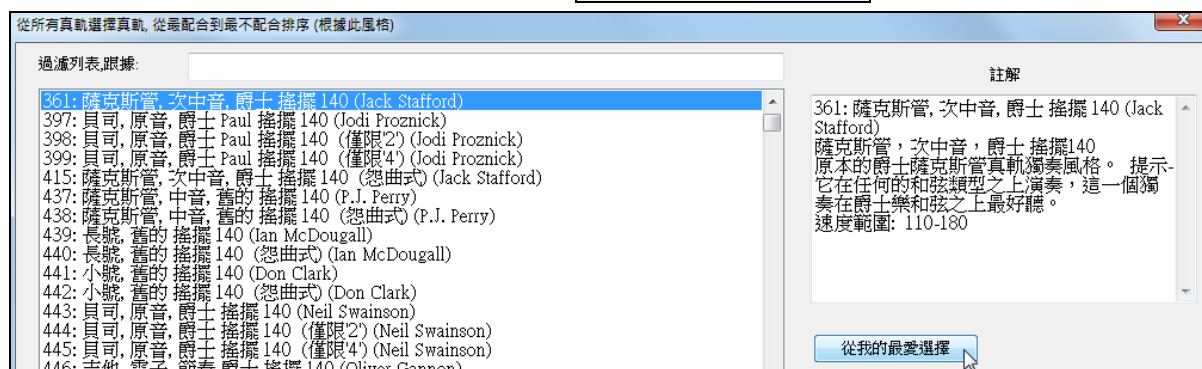 從所有真軌選擇真軌, 從最配合到最不配合排序 (根據此風格)
過濾列表,跟據:
361: 薩克斯管, 次中音, 爵士 搖擺 140 (Jack Stafford)
397: 貝司, 原音, 爵士 Paul 搖擺 140 (Jodi Proznick)
398: 貝司, 原音, 爵士 Paul 搖擺 140 (僅限'2') (Jodi Proznick)
399: 貝司, 原音, 爵士 Paul 搖擺 140 (僅限'4') (Jodi Proznick)
415: 薩克斯管, 次中音, 爵士 搖擺 140 (怨曲式) (Jack Stafford)
437: 薩克斯管, 中音, 舊的 搖擺 140 (P.J. Perry)
438: 薩克斯管, 中音, 舊的 搖擺 140 (怨曲式) (P.J. Perry)
439: 長號, 舊的 搖擺 140 (Ian McDougall)
440: 長號, 舊的 搖擺 140 (怨曲式) (Ian McDougall)
441: 小號, 舊的 搖擺 140 (Don Clark)
442: 小號, 舊的 搖擺 140 (怨曲式) (Don Clark)
443: 貝司, 原音, 爵士 搖擺 140 (Neil Swainson)
444: 貝司, 原音, 爵士 搖擺 140 (僅限'2') (Neil Swainson)
445: 貝司, 原音, 爵士 搖擺 140 (僅限'4') (Neil Swainson)
446: 吉他, 電子, 節奏 爵士 搖擺 140 (Oliver Gannon)
註解
361: 薩克斯管, 次中音, 爵士 搖擺 140 (Jack
Stafford)
薩克斯管，次中音，爵士 搖擺140
原本的爵士薩克斯管真軌獨奏風格。 提示-
它在任何的和弦類型之上演奏，這一個獨
奏在爵士樂和弦之上最好聽。
速度範圍: 110-180
從我的最愛選擇